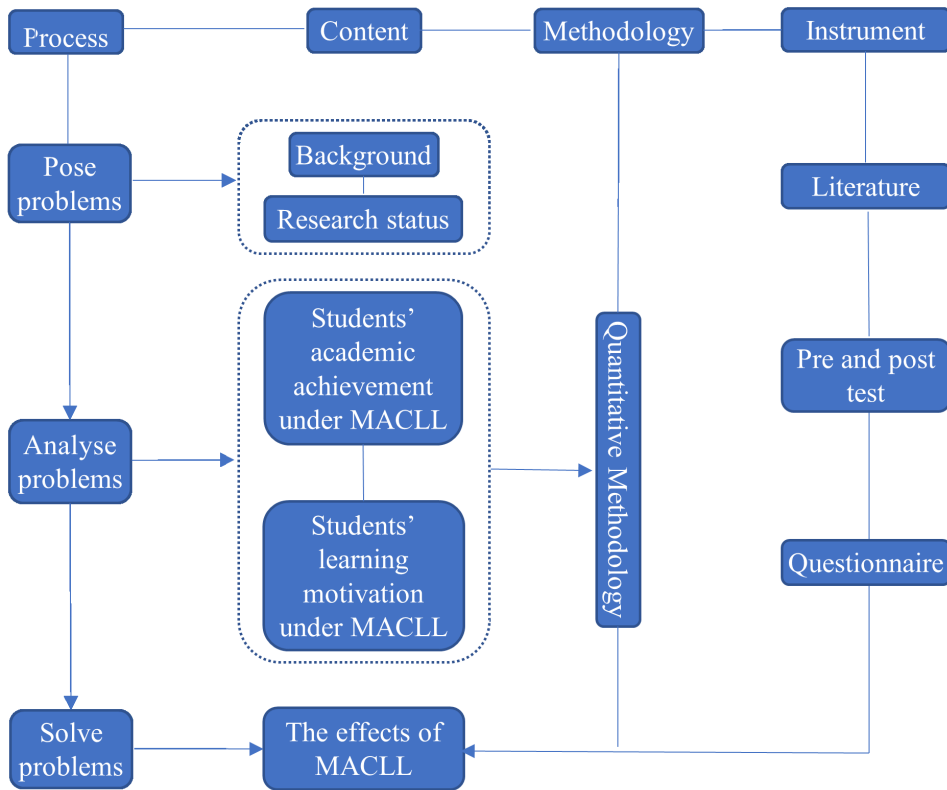 Process
Content
Methodology
Instrument
Pose
problems
Background
Research status
Literature
Students’
academic
achievement
under MACLL
Quantitative Methodology
Pre and post
test
Analyse
problems
Students’
learning
motivation
under MACLL
Questionnaire
Solve
problems
The effects of
MACLL